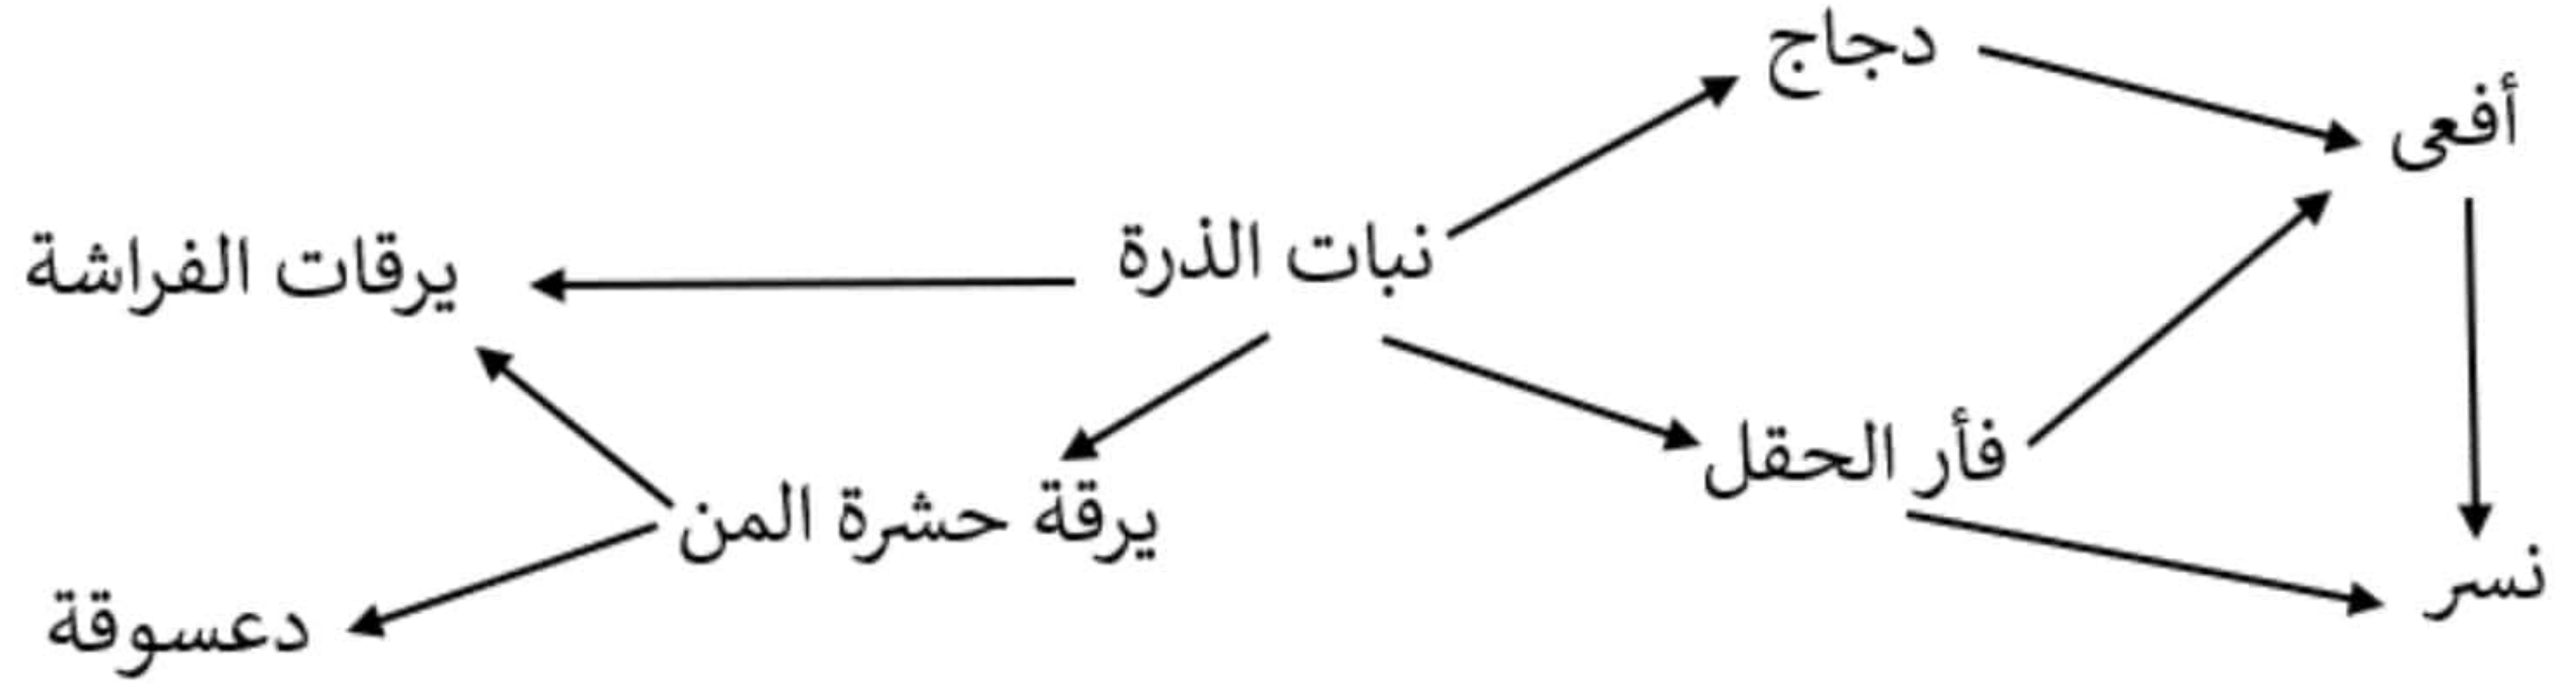 دجاج
أفعى
نبات الذرة
يرقات الفراشة
فأر الحقل
يرقة حشرة المن
نسر
دعسوقة